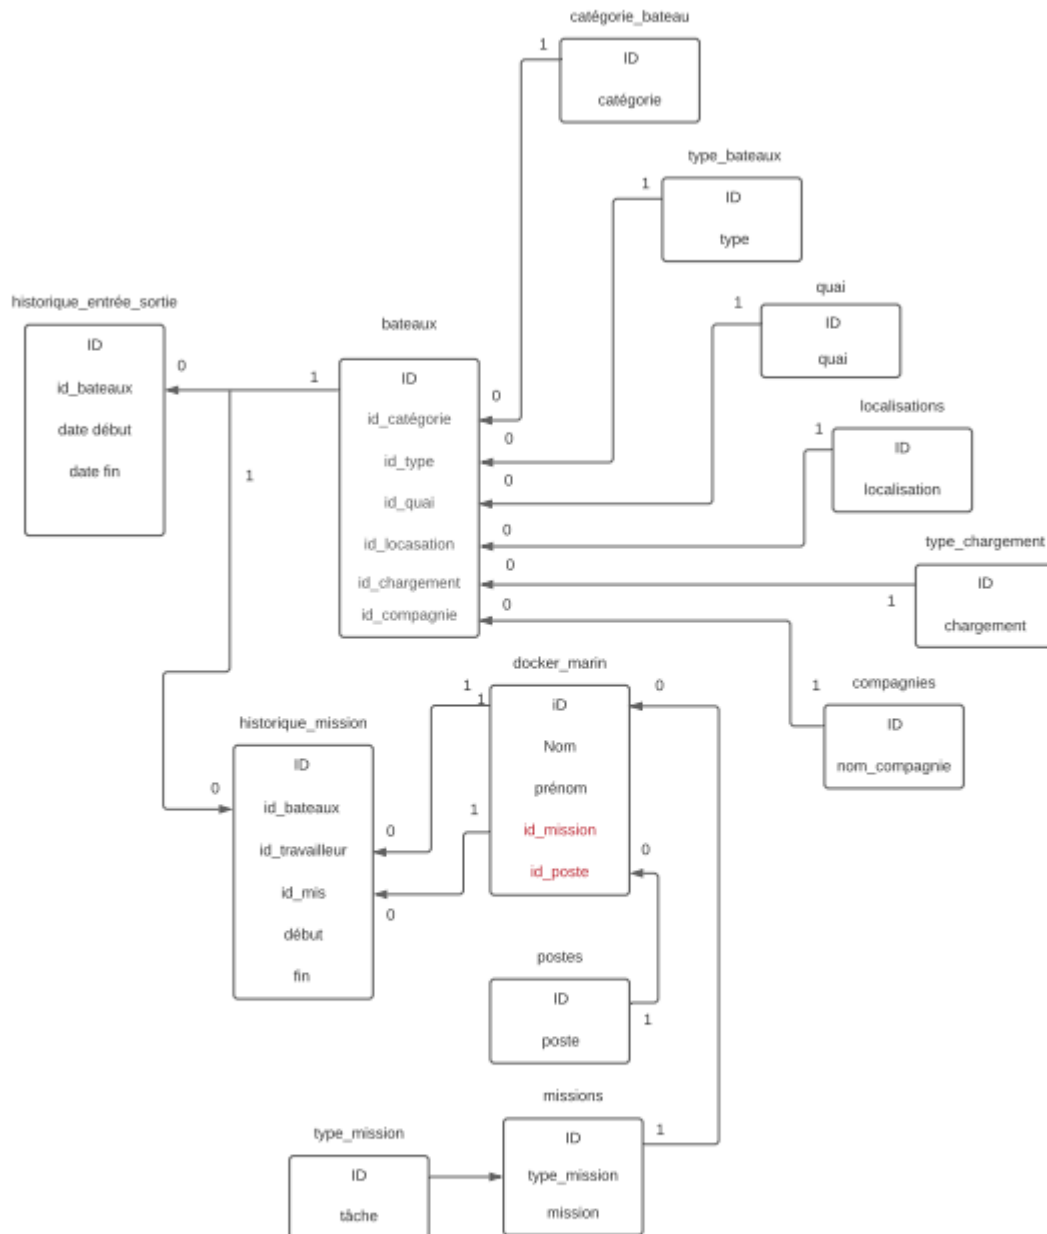 catégorie_bateau
1
ID
catégorie
type_bateaux
1
ID
type
quai
1
ID
quai
historique_entrée_sortie
ID
id_bateaux
date début
date fin
0
1
1
bateaux
ID
id_catégorie
id_type
id_quai
id_locasation
id_chargement
id_compagnie
0
0
0
0
0
0
localisations
1
ID
localisation
type_chargement
1
ID
chargement
compagnies
1
ID
nom_compagnie
docker_marin
1
1
0
iD
Nom
prénom
id_mission
id_poste
1
0
historique_mission
0
ID
id_bateaux
id_travailleur
id_mis
début
fin
0
0
postes
ID
poste
1
missions
ID
type_mission
mission
1
type_mission
ID
tâche